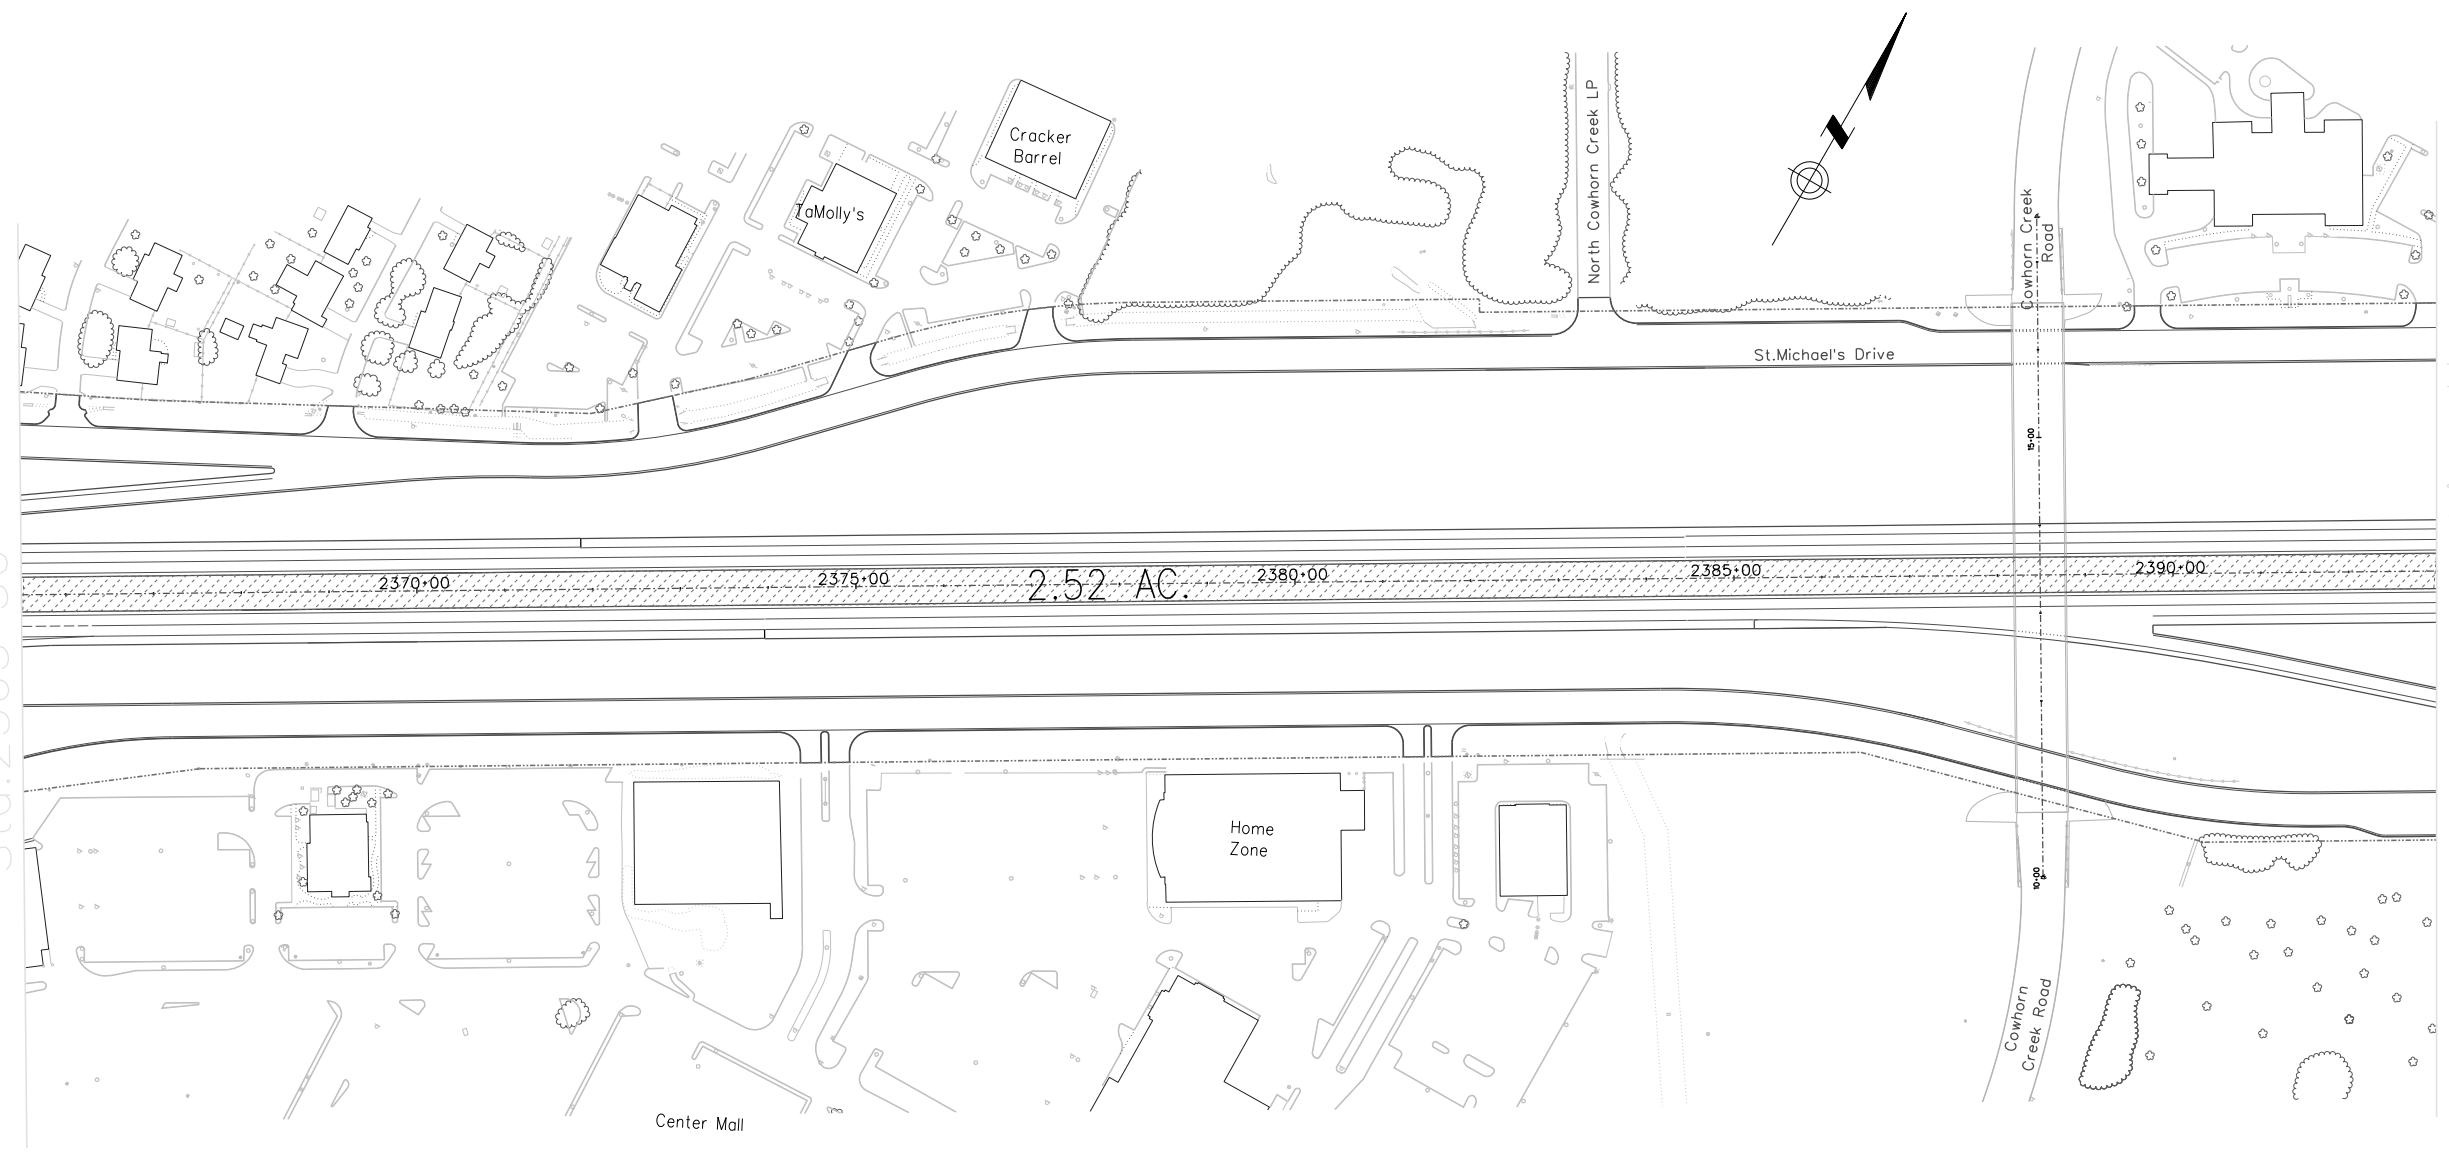 Cracker
Barrel
TaMolly's
North Cowhorn Creek LP
Cowhorn Creek
Road
St.Michael's Drive
15+00
2370+00
2375+00
2.52 AC.
2380+00
2385+00
2390+00
Home
Zone
10+00
Cowhorn
Creek Road
Center Mall